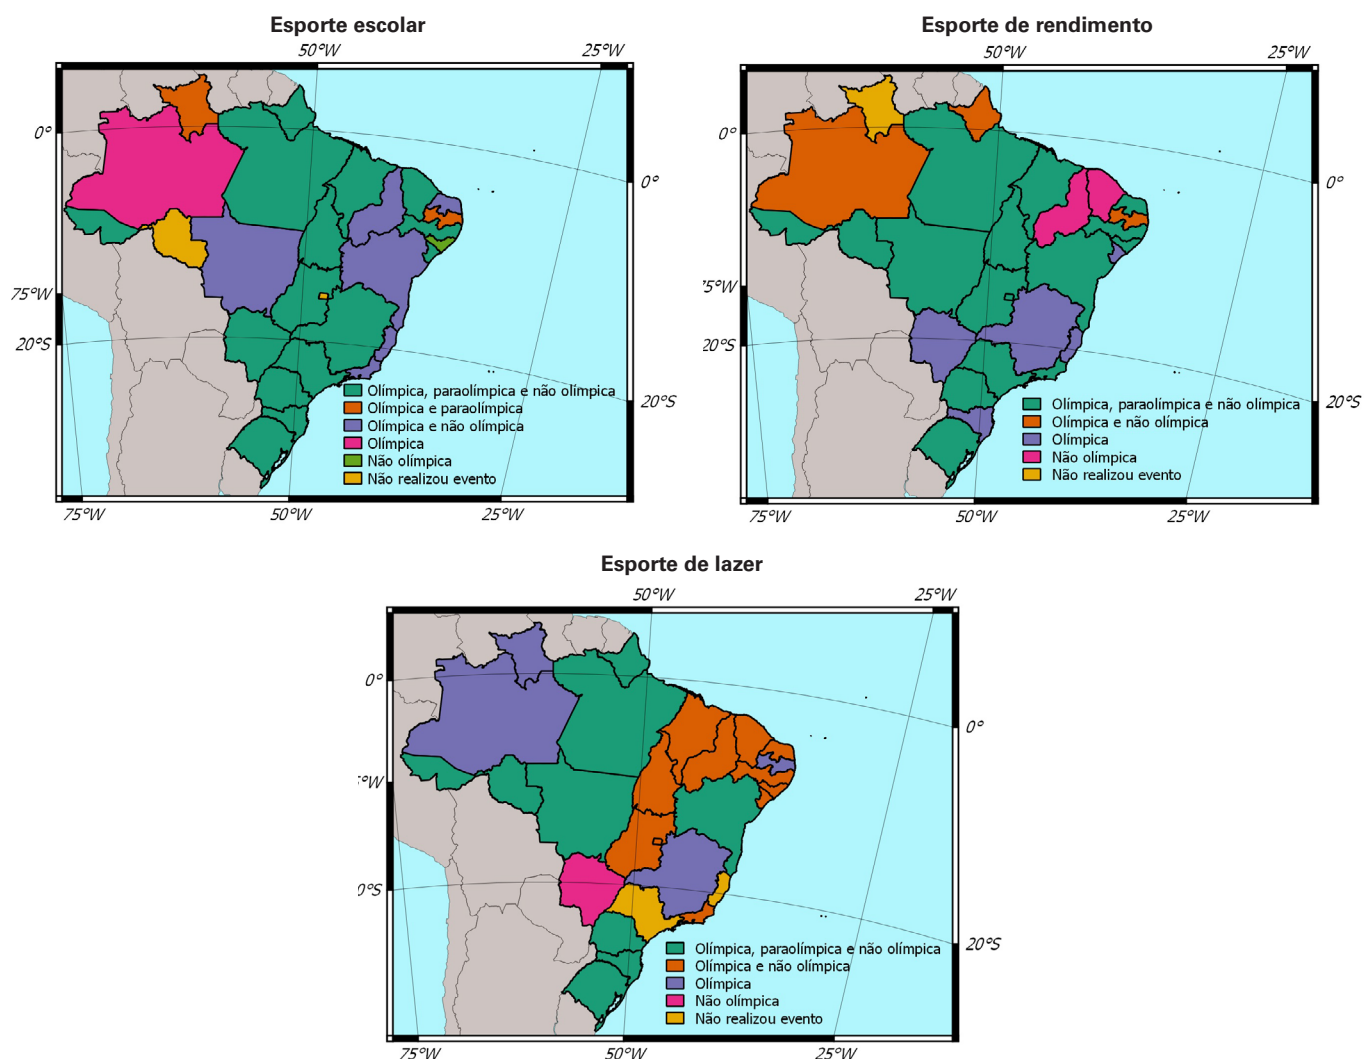 Esporte escolar
50°W
25°W
0°
0°
75°W
20°S
20°S
Olímpica, paraolímpica e não olímpica
Olímpica e paraolímpica
Olímpica e não olímpica
Olímpica
Não olímpica
Não realizou evento
75°W
50°W
25°W
Esporte de rendimento
50°W
25°W
0°
0°
5°W
20°S
20°S
Olímpica, paraolímpica e não olímpica
Olímpica e não olímpica
Olímpica
Não olímpica
Não realizou evento
75°W
50°W
25°W
Esporte de lazer
50°W
25°W
0°
0°
°W
0°S
20°S
Olímpica, paraolímpica e não olímpica
Olímpica e não olímpica
Olímpica
Não olímpica
Não realizou evento
75°W
50°W
25°W